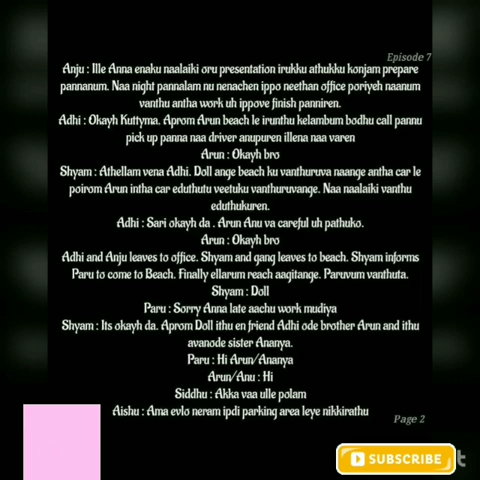 Episode 7
Anju : Ille Anna enaku naalaiki oru presentation irukku athukku konjam prepare
pannanum. Naa night pannalam nu nenachen ippo neethan office poriyeh naanum
vanthu antha work uh ippove finish panniren.
Adhi : Okayh Kuttyma. Aprom Arun beach le irunthu kelambum bodhu call pannu
pick up panna naa driver anupuren illena naa varen
Arun : Okayh bro
Shyam : Athellam vena Adhi. Doll ange beach ku vanthuruva naange antha car le
poirom Arun intha car eduthutu veetuku vanthuruvange. Naa naalaiki vanthu
eduthukuren.
Adhi : Sari okayh da . Arun Anu va careful uh pathuko.
Arun : Okayh bro
Adhi and Anju leaves to office. Shyam and gang leaves to beach. Shyam informs
Paru to come to Beach. Finally ellarum reach aagitange. Paruvum vanthuta.
Shyam : Doll
Paru : Sorry Anna late aachu work mudiya
Shyam : Its okayh da. Aprom Doll ithu en friend Adhi ode brother Arun and ithu
avanode sister Ananya.
Paru : Hi Arun/Ananya
Arun/Anu : Hi
Siddhu : Akka vaa ulle polam
Aishu : Ama evlo neram ipdi parking area leye nikkirathu
Page 2
SUBSCRIBE